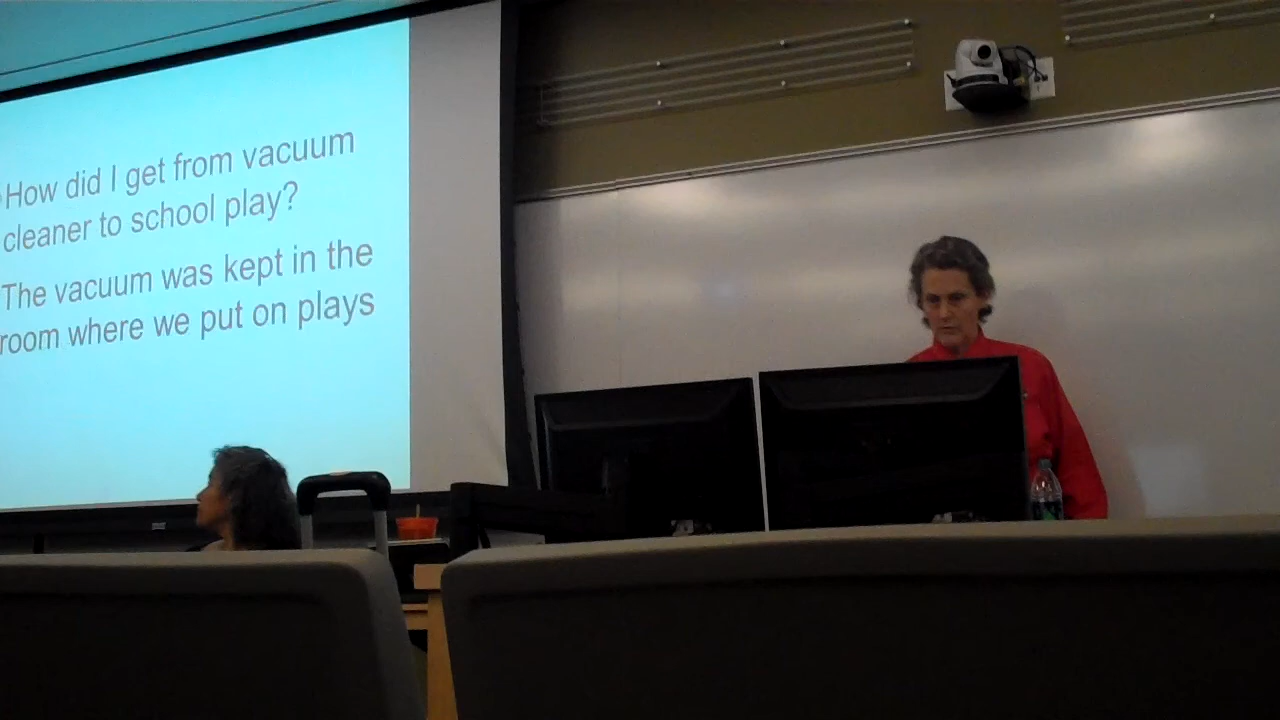 How did I get from vacuum
cleaner to school play?
The vacuum was kept in the
room where we put on plays